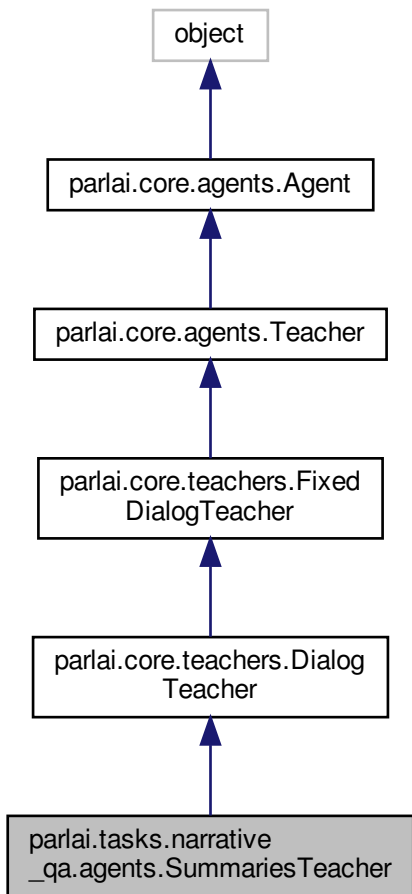 object
parlai.core.agents.Agent
parlai.core.agents.Teacher
parlai.core.teachers.Fixed
DialogTeacher
parlai.core.teachers.Dialog
Teacher
parlai.tasks.narrative
_qa.agents.SummariesTeacher